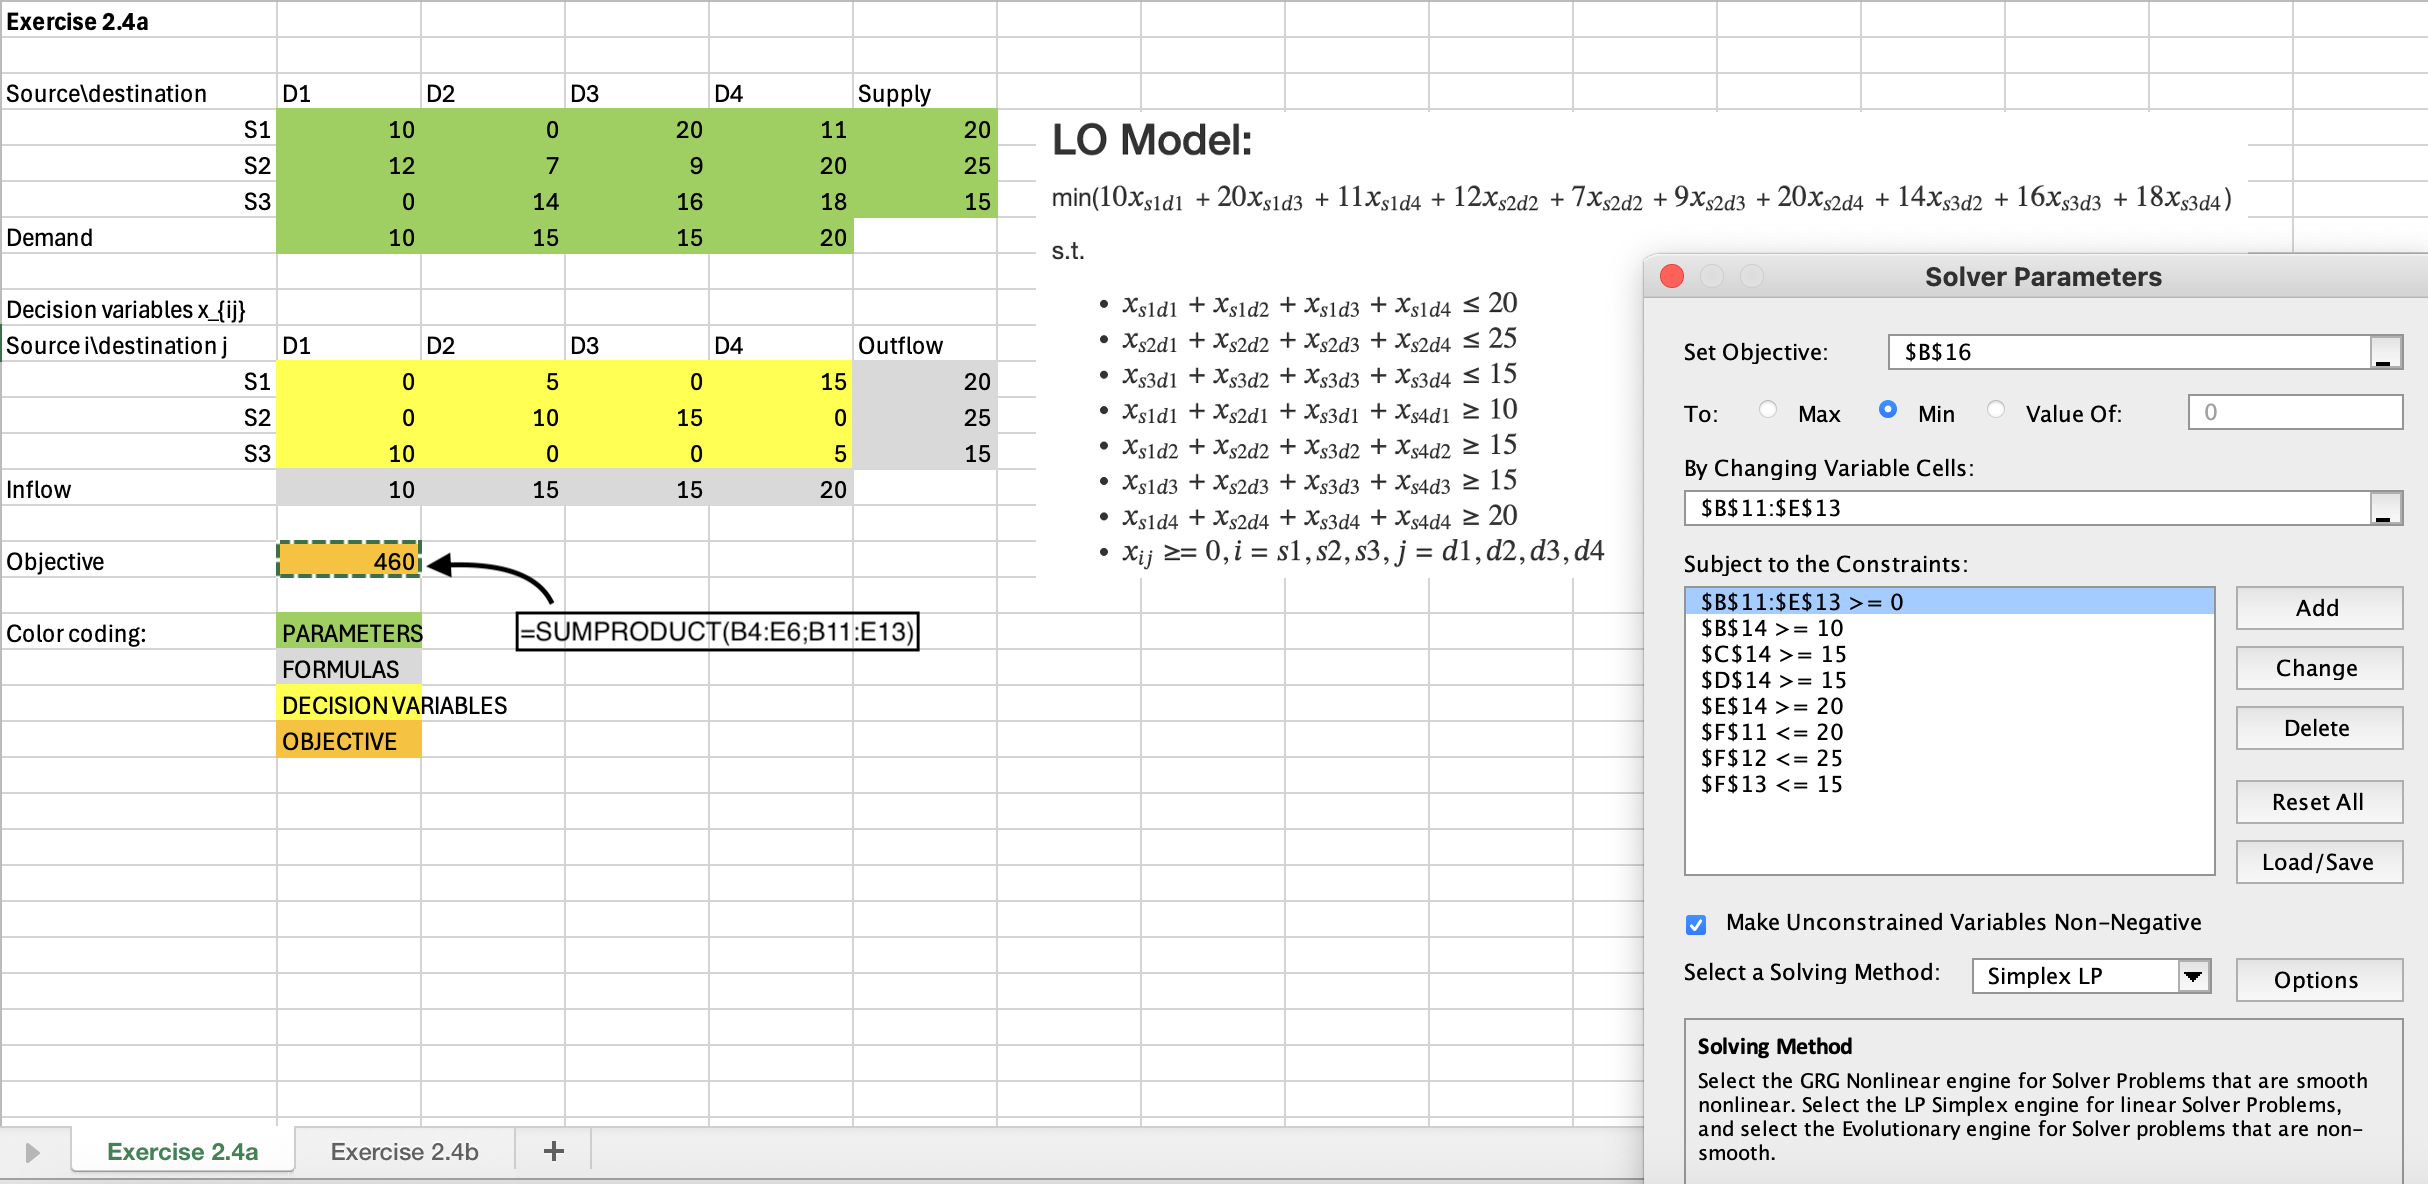 Exercise 2.4a
Source\destination D1 D2 D3 D4 Supply
S1 10 0 20 11 20
S2 12 7 9 20 25
S3 0 14 16 18 15
Demand 10 15 15 20
Decision variables x_{ij}
Source i\destination j D1 D2 D3 D4 Outflow
S1 0 5 0 15 20
S2 0 10 15 0 25
S3 10 0 0 5 15
Inflow 10 15 15 20
Objective 460
=SUMPRODUCT(B4:E6;B11:E13)
Color coding: PARAMETERS
FORMULAS
DECISION VARIABLES
OBJECTIVE
LO Model:
min(10x_{s1d1} + 20x_{s1d3} + 11x_{s1d4} + 12x_{s2d2} + 7x_{s2d2} + 9x_{s2d3} + 20x_{s2d4} + 14x_{s3d2} + 16x_{s3d3} + 18x_{s3d4})
s.t.
• x_{s1d1} + x_{s1d2} + x_{s1d3} + x_{s1d4} ≤ 20
• x_{s2d1} + x_{s2d2} + x_{s2d3} + x_{s2d4} ≤ 25
• x_{s3d1} + x_{s3d2} + x_{s3d3} + x_{s3d4} ≤ 15
• x_{s1d1} + x_{s2d1} + x_{s3d1} + x_{s4d1} ≥ 10
• x_{s1d2} + x_{s2d2} + x_{s3d2} + x_{s4d2} ≥ 15
• x_{s1d3} + x_{s2d3} + x_{s3d3} + x_{s4d3} ≥ 15
• x_{s1d4} + x_{s2d4} + x_{s3d4} + x_{s4d4} ≥ 20
• x_{ij} ≥= 0, i = s1, s2, s3, j = d1, d2, d3, d4
Solver Parameters
Set Objective: $B$16
To: Max Min Value Of: 0
By Changing Variable Cells:
$B$11:$E$13
Subject to the Constraints:
$B$11:$E$13 >= 0
$B$14 >= 10
$C$14 >= 15
$D$14 >= 15
$E$14 >= 20
$F$11 <= 20
$F$12 <= 25
$F$13 <= 15
Add
Change
Delete
Reset All
Load/Save
Make Unconstrained Variables Non-Negative
Select a Solving Method: Simplex LP Options
Solving Method
Select the GRG Nonlinear engine for Solver Problems that are smooth
nonlinear. Select the LP Simplex engine for linear Solver Problems,
and select the Evolutionary engine for Solver problems that are non-
smooth.
Exercise 2.4a Exercise 2.4b +